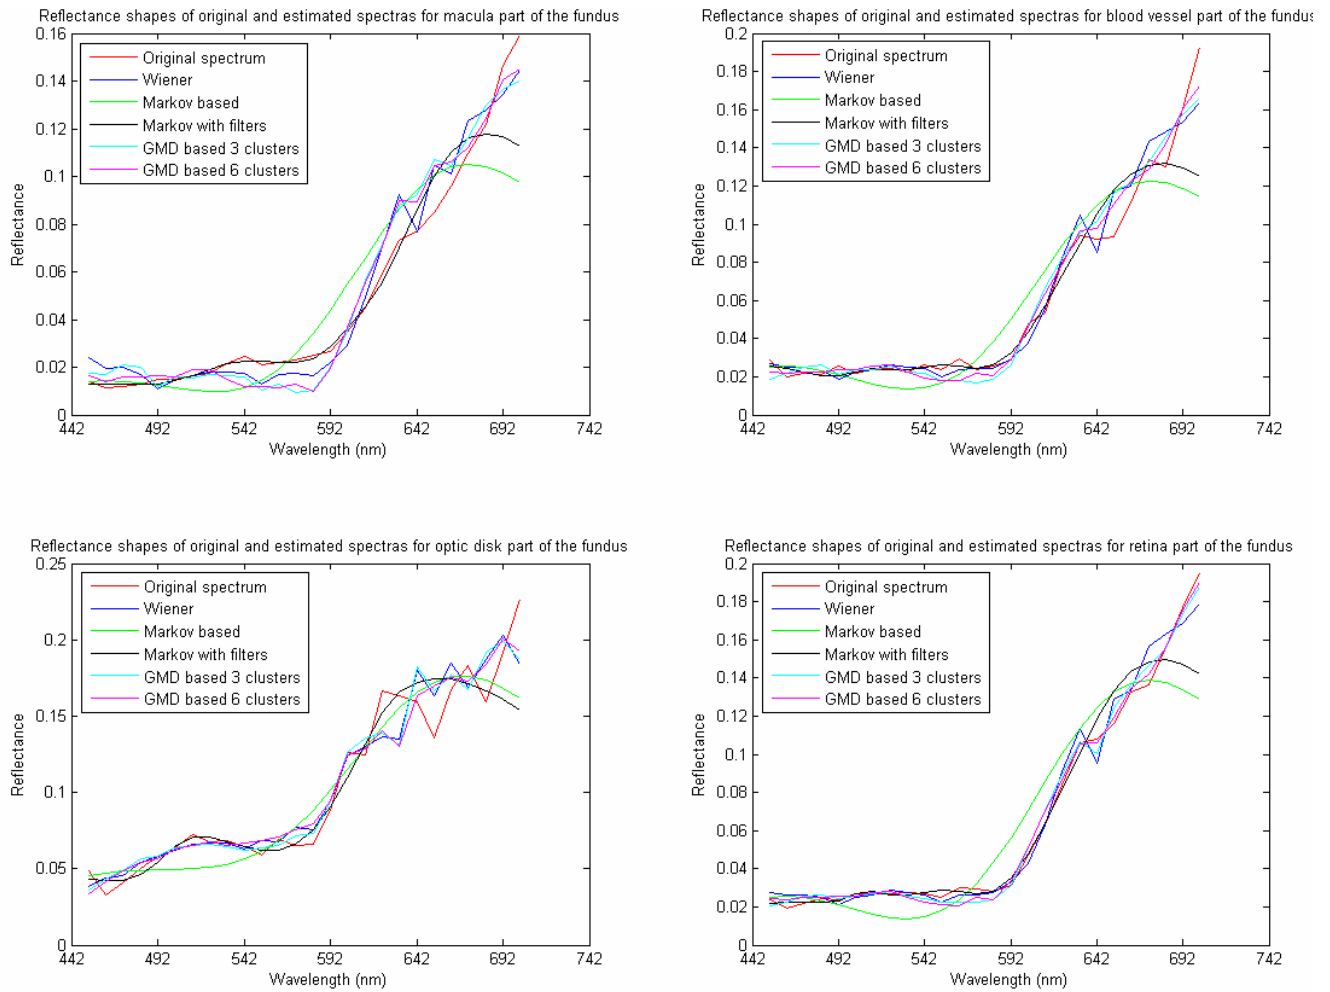 Reflectance shapes of original and estimated spectras for macula part of the fundus
0.16
0.14
0.12
0.1
0.08
0.06
0.04
0.02
0
Reflectance
Original spectrum
Wiener
Markov based
Markov with filters
GMD based 3 clusters
GMD based 6 clusters
442 492 542 592 642 692 742
Wavelength (nm)
Reflectance shapes of original and estimated spectras for blood vessel part of the fundus
0.2
0.18
0.16
0.14
0.12
0.1
0.08
0.06
0.04
0.02
0
Reflectance
Original spectrum
Wiener
Markov based
Markov with filters
GMD based 3 clusters
GMD based 6 clusters
442 492 542 592 642 692 742
Wavelength (nm)
Reflectance shapes of original and estimated spectras for optic disk part of the fundus
0.25
0.2
0.15
0.1
0.05
0
Reflectance
Original spectrum
Wiener
Markov based
Markov with filters
GMD based 3 clusters
GMD based 6 clusters
442 492 542 592 642 692 742
Wavelength (nm)
Reflectance shapes of original and estimated spectras for retina part of the fundus
0.2
0.18
0.16
0.14
0.12
0.1
0.08
0.06
0.04
0.02
0
Reflectance
Original spectrum
Wiener
Markov based
Markov with filters
GMD based 3 clusters
GMD based 6 clusters
442 492 542 592 642 692 742
Wavelength (nm)